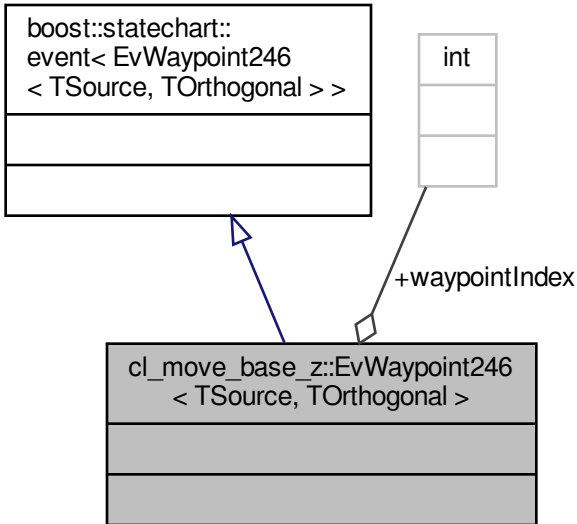 boost::statechart::
event< EvWaypoint246
< TSource, TOrthogonal > >
int
+waypointIndex
cl_move_base_z::EvWaypoint246
< TSource, TOrthogonal >